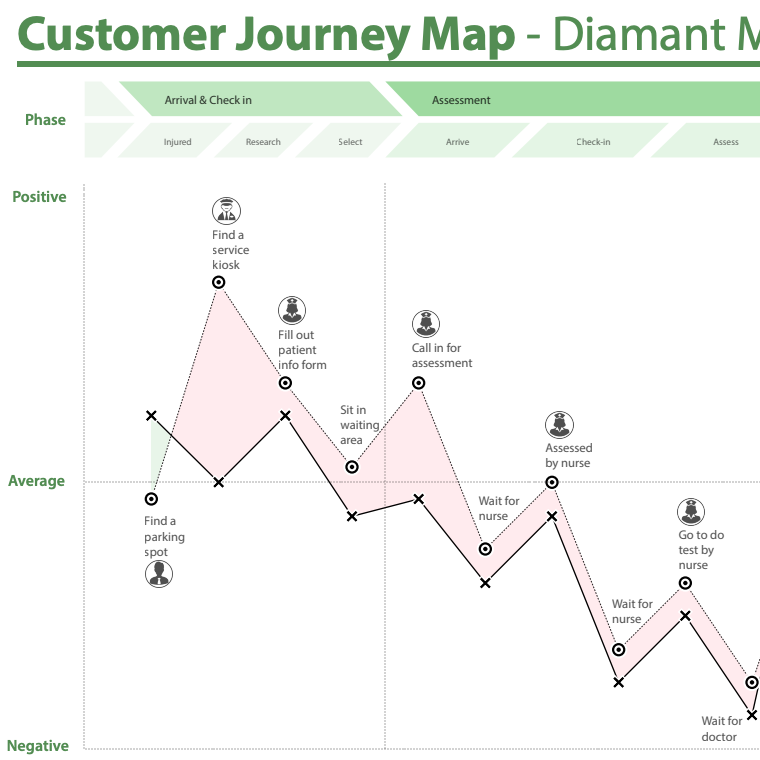 Customer Journey Map - Diamant M
Phase
Arrival & Check in
Assessment
Injured
Research
Select
Arrive
Check-in
Assess
Positive
Find a
service
kiosk
Fill out
patient
info form
Sit in
waiting
area
Call in for
assessment
Average
Find a
parking
spot
Wait for
nurse
Assessed
by nurse
Wait for
nurse
Go to do
test by
nurse
Wait for
doctor
Negative